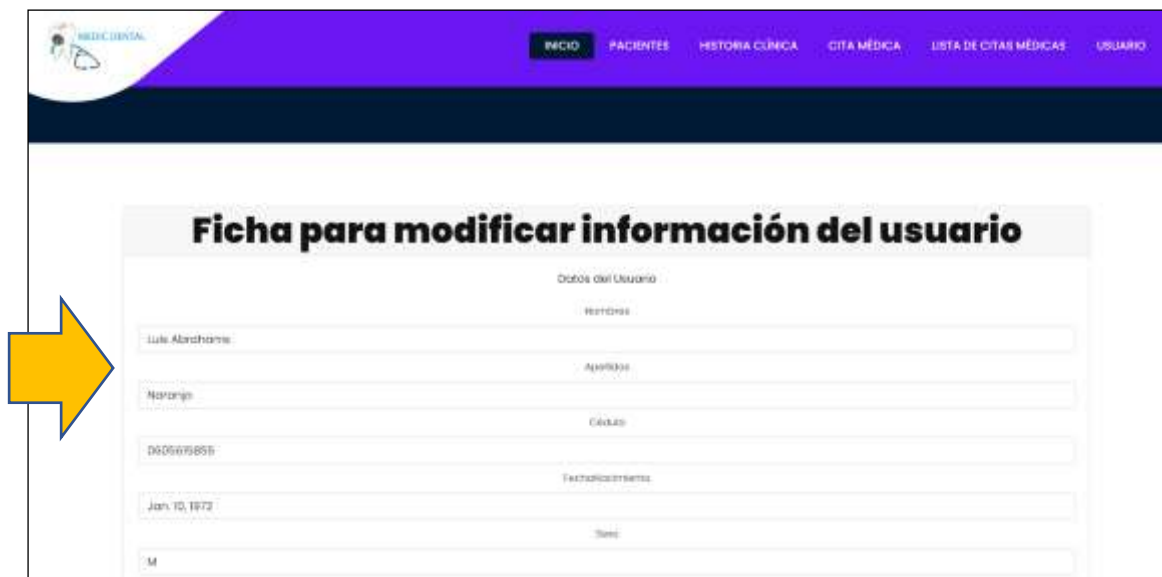 MEDIC DENTAL
INICIO PACIENTES HISTORIA CLÍNICA CITA MÉDICA LISTA DE CITAS MÉDICAS USUARIO
Ficha para modificar información del usuario
Datos del Usuario
Nombres
Luis Abrahams
Apellidos
Naranjo
Cédula
FechaNacimiento
Jan. 10, 1972
Sexo
M